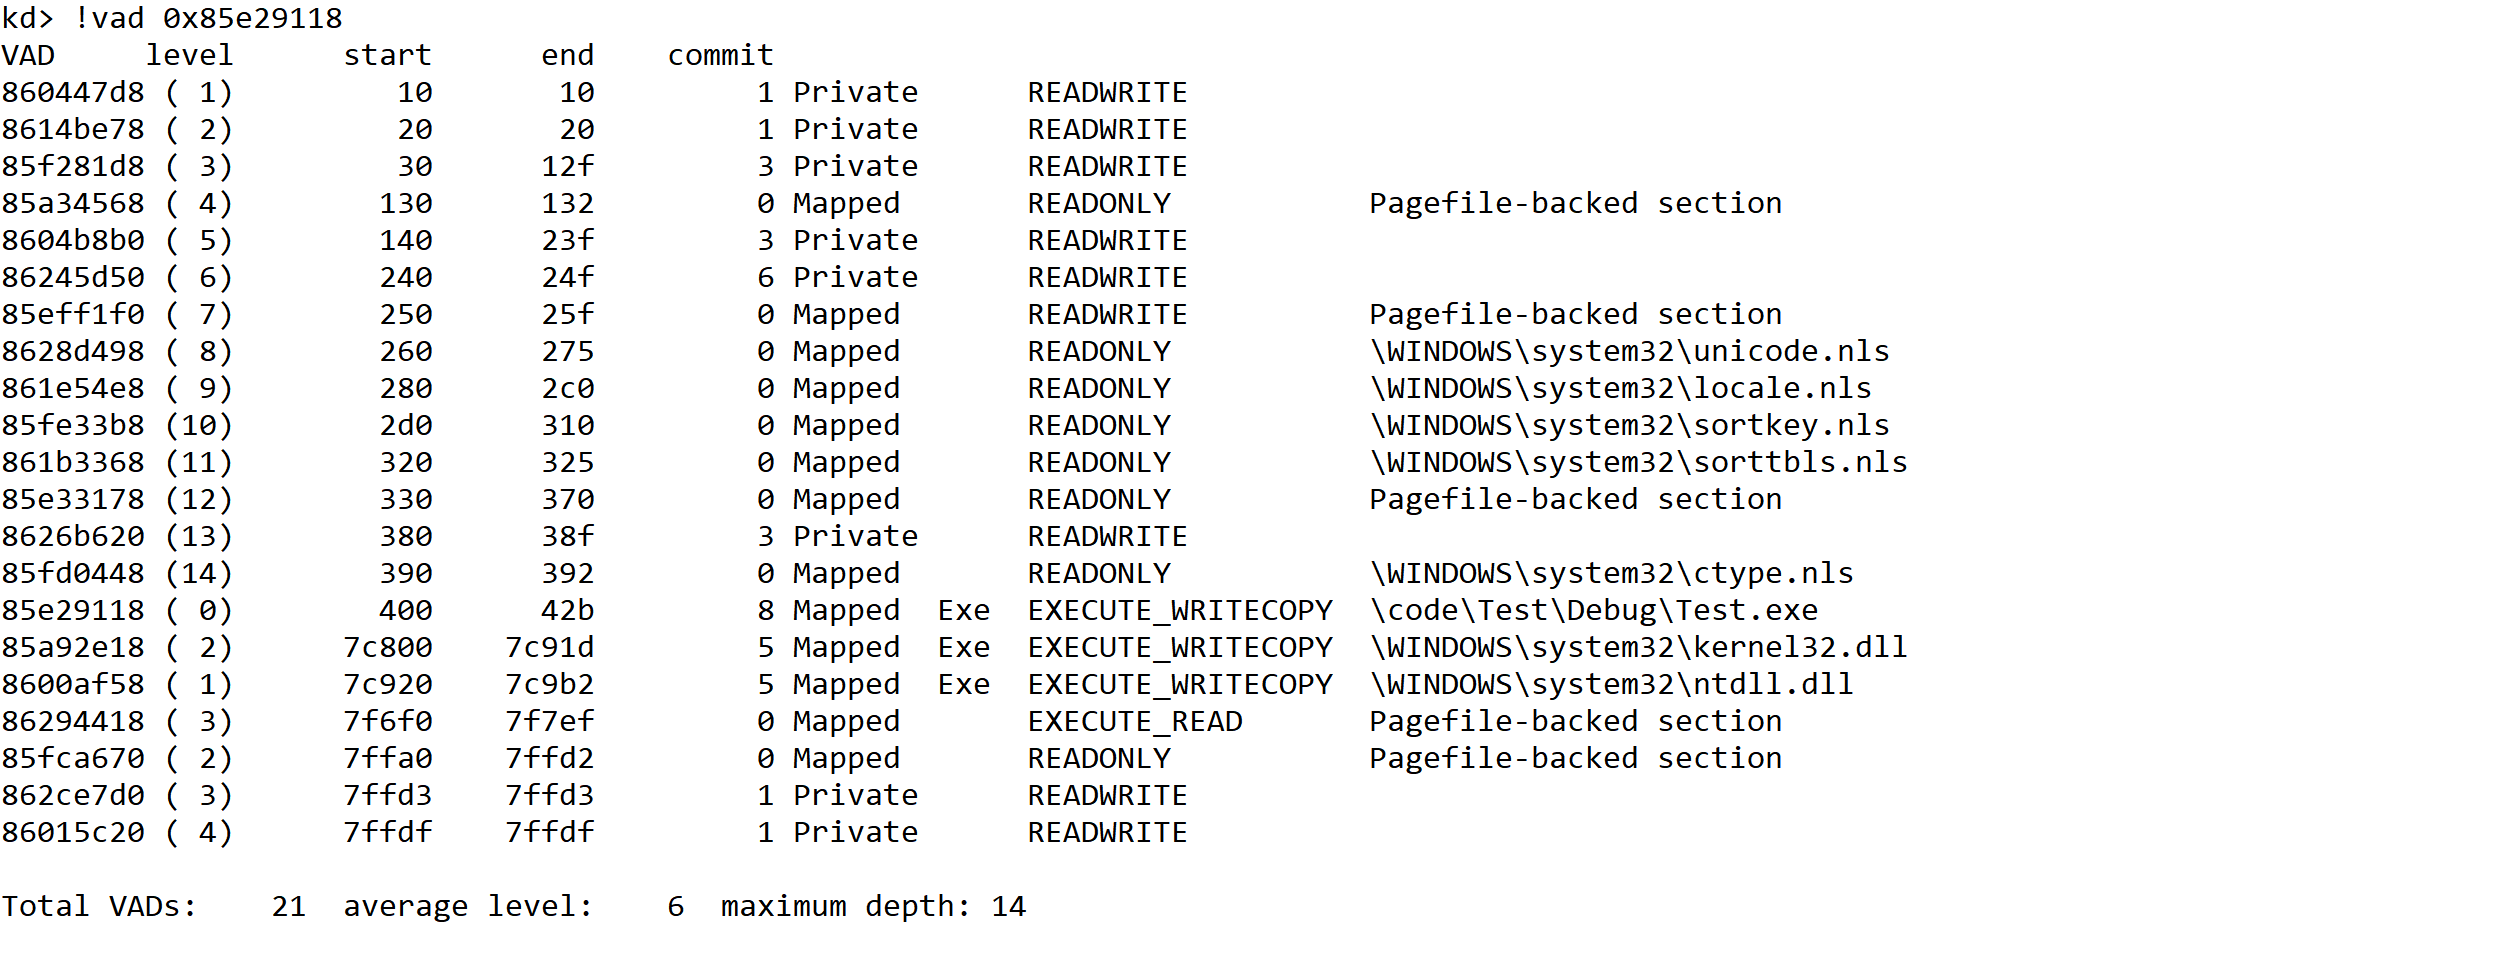 kd> !vad 0x85e29118
VAD     level      start      end    commit
860447d8 ( 1)         10       10         1 Private      READWRITE
8614be78 ( 2)         20       20         1 Private      READWRITE
85f281d8 ( 3)         30      12f         3 Private      READWRITE
85a34568 ( 4)        130      132         0 Mapped       READONLY           Pagefile-backed section
8604b8b0 ( 5)        140      23f         3 Private      READWRITE
86245d50 ( 6)        240      24f         6 Private      READWRITE
85eff1f0 ( 7)        250      25f         0 Mapped       READWRITE          Pagefile-backed section
8628d498 ( 8)        260      275         0 Mapped       READONLY           \WINDOWS\system32\unicode.nls
861e54e8 ( 9)        280      2c0         0 Mapped       READONLY           \WINDOWS\system32\locale.nls
85fe33b8 (10)        2d0      310         0 Mapped       READONLY           \WINDOWS\system32\sortkey.nls
861b3368 (11)        320      325         0 Mapped       READONLY           \WINDOWS\system32\sorttbls.nls
85e33178 (12)        330      370         0 Mapped       READONLY           Pagefile-backed section
8626b620 (13)        380      38f         3 Private      READWRITE
85fd0448 (14)        390      392         0 Mapped       READONLY           \WINDOWS\system32\ctype.nls
85e29118 ( 0)        400      42b         8 Mapped  Exe  EXECUTE_WRITECOPY  \code\Test\Debug\Test.exe
85a92e18 ( 2)      7c800    7c91d         5 Mapped  Exe  EXECUTE_WRITECOPY  \WINDOWS\system32\kernel32.dll
8600af58 ( 1)      7c920    7c9b2         5 Mapped  Exe  EXECUTE_WRITECOPY  \WINDOWS\system32\ntdll.dll
86294418 ( 3)      7f6f0    7f7ef         0 Mapped       EXECUTE_READ       Pagefile-backed section
85fca670 ( 2)      7ffa0    7ffd2         0 Mapped       READONLY           Pagefile-backed section
862ce7d0 ( 3)      7ffd3    7ffd3         1 Private      READWRITE
86015c20 ( 4)      7ffdf    7ffdf         1 Private      READWRITE
Total VADs:    21  average level:    6  maximum depth: 14